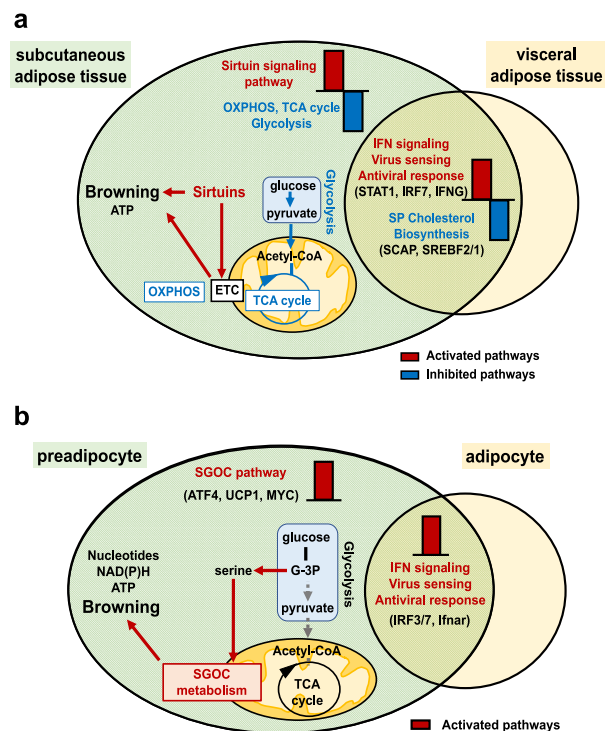 a
subcutaneous
adipose tissue
visceral
adipose tissue
Sirtuin signaling
pathway
OXPHOS, TCA cycle
Glycolysis
IFN signaling
Virus sensing
Antiviral response
(STAT1, IRF7, IFNG)
SP Cholesterol
Biosynthesis
(SCAP, SREBF2/1)
Browning
ATP
Sirtuins
glucose
pyruvate
Glycolysis
Acetyl-CoA
OXPHOS
ETC
TCA cycle
Activated pathways
Inhibited pathways
b
preadipocyte
adipocyte
SGOC pathway
(ATF4, UCP1, MYC)
IFN signaling
Virus sensing
Antiviral response
(IRF3/7, Ifnar)
Nucleotides
NAD(P)H
ATP
Browning
serine
glucose
G-3P
pyruvate
Glycolysis
Acetyl-CoA
SGOC
metabolism
TCA
cycle
Activated pathways